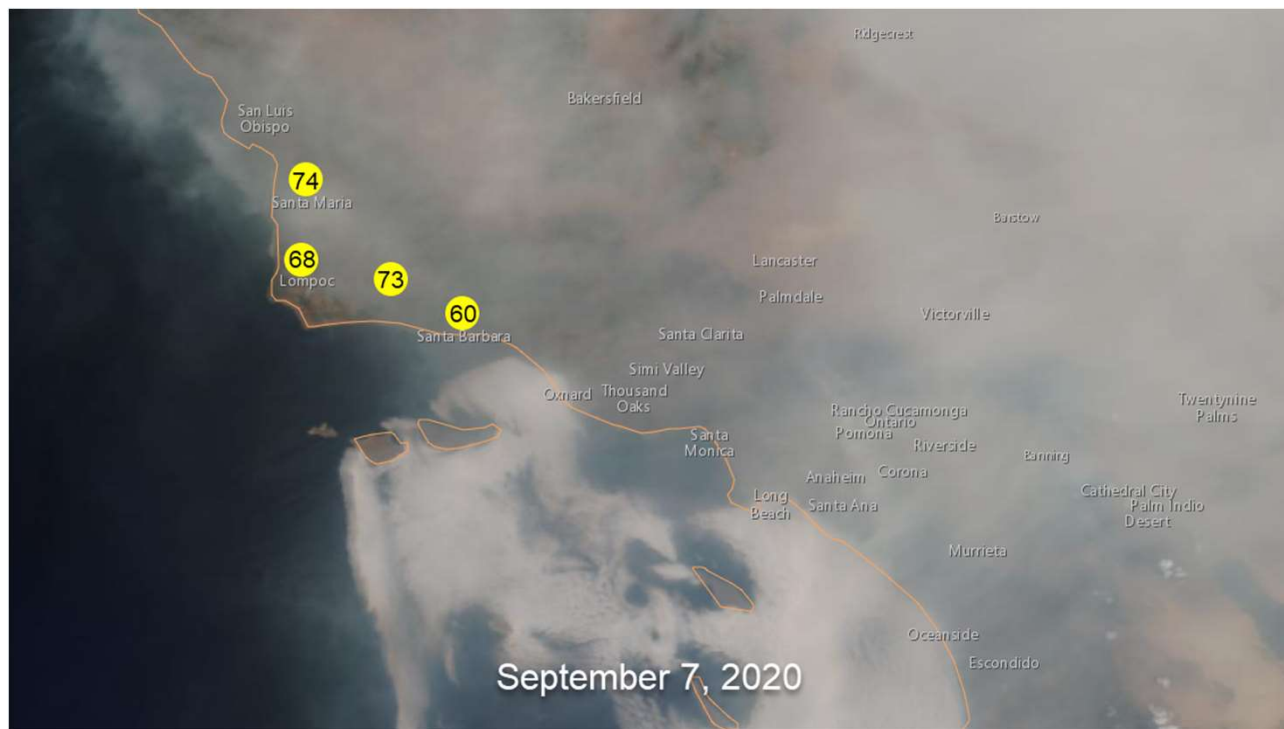 Ridgecrest
Bakersfield
San Luis
Obispo
74
Santa Maria
Barstow
68
Lompoc
73
Lancaster
Palmdale
60
Santa Barbara
Victorville
Santa Clarita
Simi Valley
Oxnard
Thousand
Oaks
Twentynine
Palms
Rancho Cucamonga
Ontario
Pomona
Riverside
Santa
Monica
Banning
Anaheim
Corona
Long
Beach
Santa Ana
Cathedral City
Palm Indio
Desert
Murrieta
Oceanside
Escondido
September 7, 2020